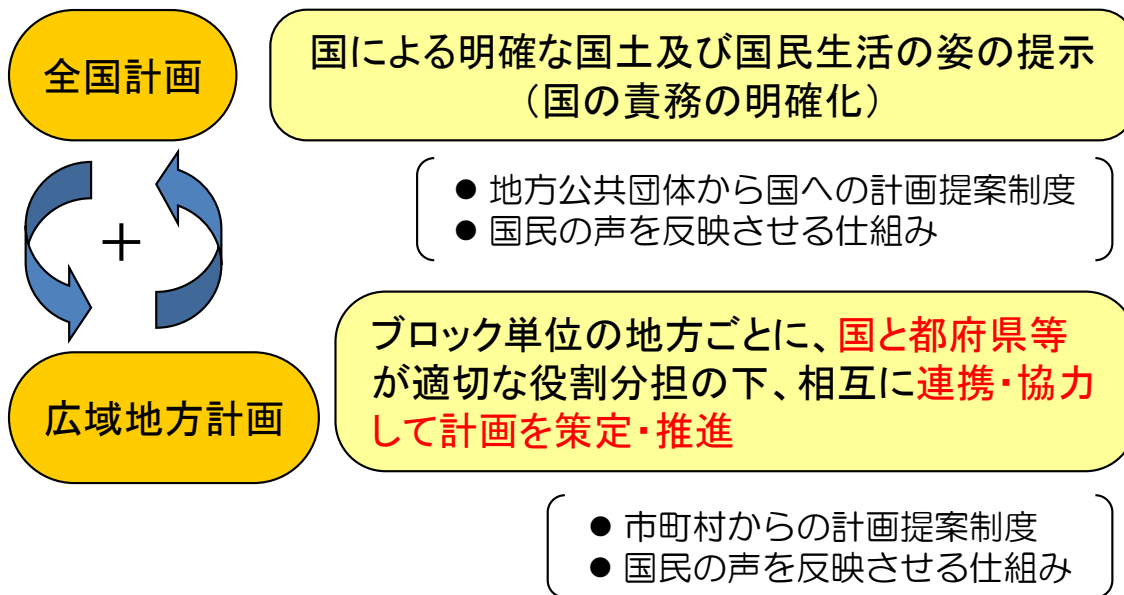 全国計画
国による明確な国土及び国民生活の姿の提示
（国の責務の明確化）
● 地方公共団体から国への計画提案制度
● 国民の声を反映させる仕組み
＋
広域地方計画
ブロック単位の地方ごとに、国と都府県等
が適切な役割分担の下、相互に連携・協力
して計画を策定・推進
● 市町村からの計画提案制度
● 国民の声を反映させる仕組み